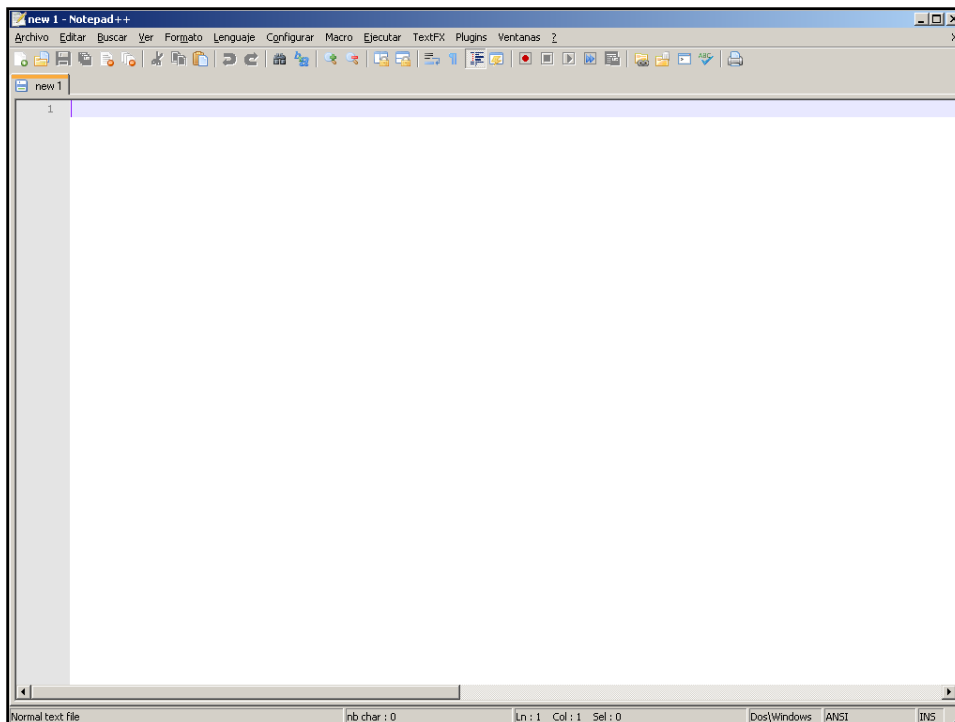 new 1 - Notepad++
Archivo Editar Buscar Ver Formato Lenguaje Configurar Macro Ejecutar TextFX Plugins Ventanas ? X
new 1
1
Normal text file nb char : 0 Ln : 1 Col : 1 Sel : 0 Dos\Windows ANSI INS